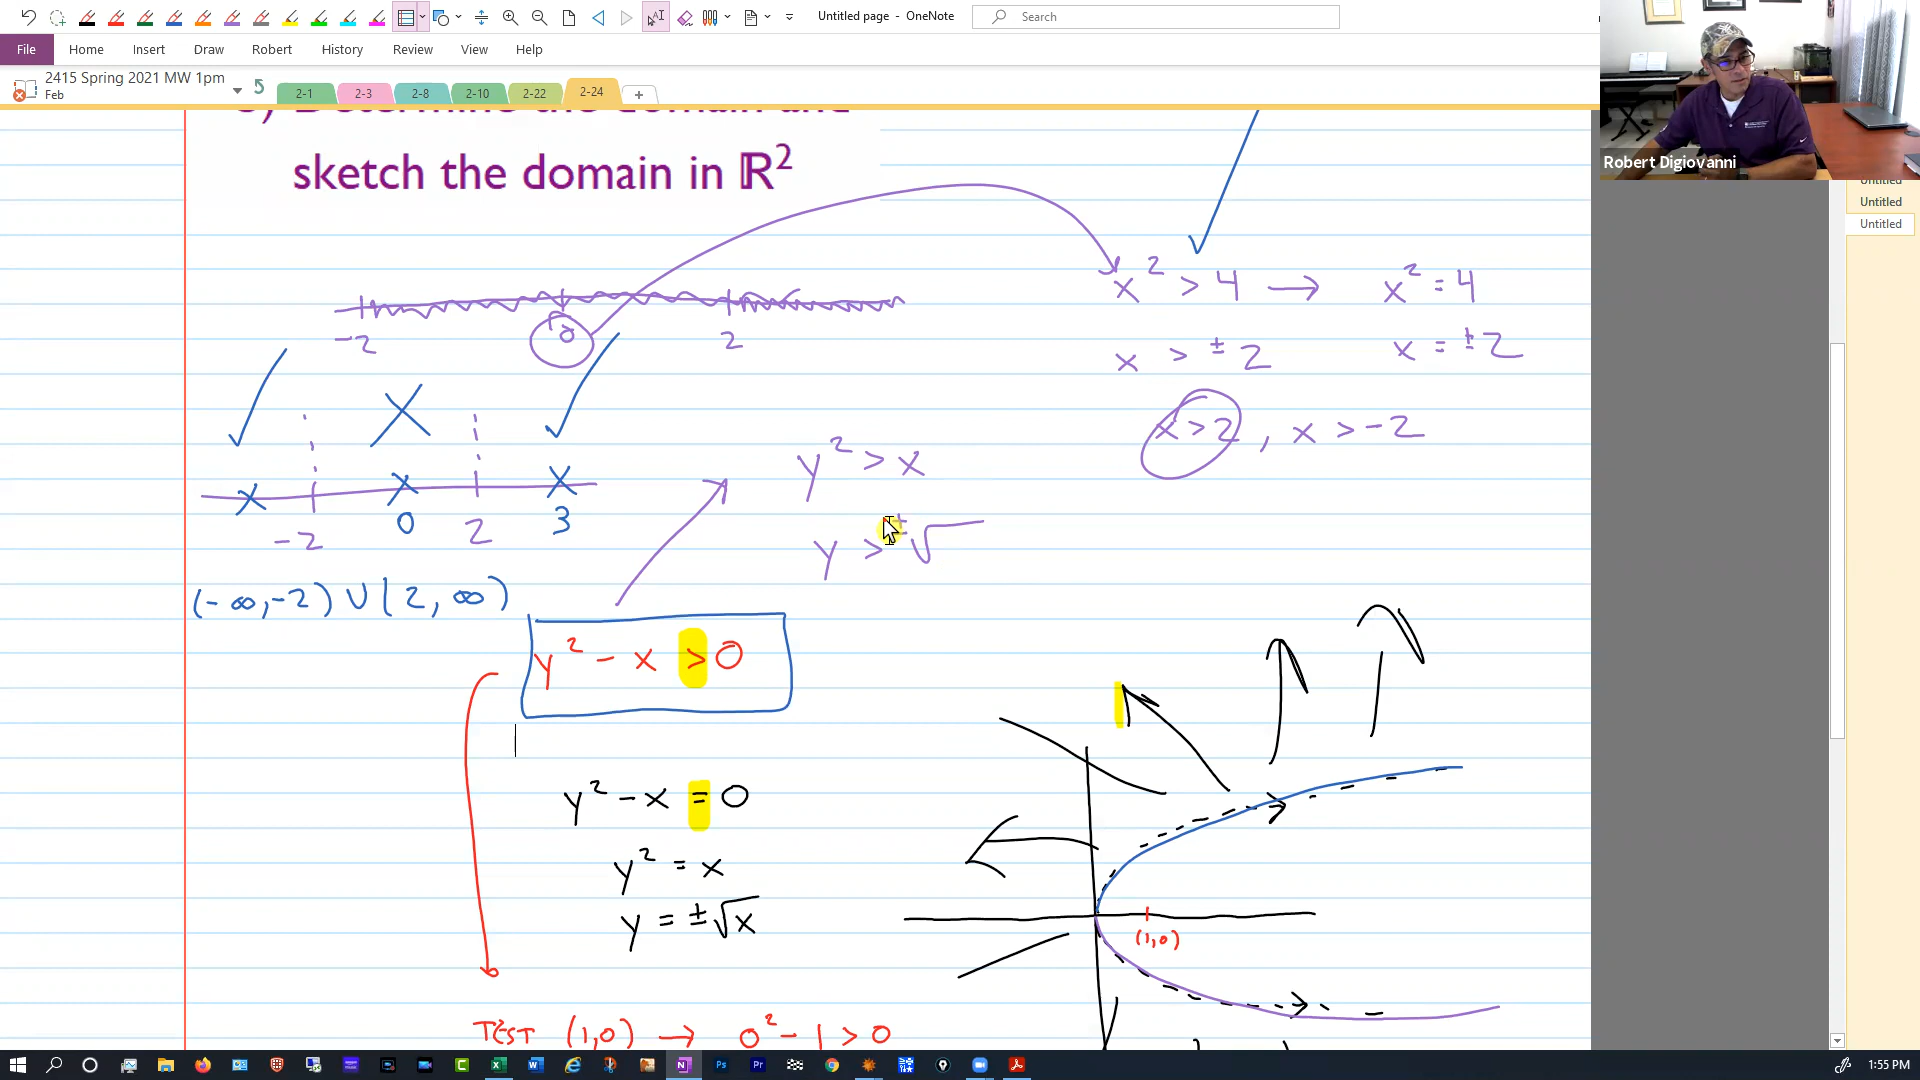 Untitled page - OneNote
Search
File Home Insert Draw Robert History Review View Help
2415 Spring 2021 MW 1pm
Feb
2-1 2-3 2-8 2-10 2-22 2-24 +
Robert Digiovanni
Untitled
Untitled
Untitled
sketch the domain in ℝ²
x² > 4 → x² = 4
-2 0 2
x > ± 2 x = ± 2
x > 2 , x > -2
y² > x
-2 0 2 3
y > ±√
(-∞, -2) ∪ (2, ∞)
y² - x > 0
y² - x = 0
y² = x
y = ±√x
(1,0)
TEST (1,0) → 0² - 1 > 0
1:55 PM